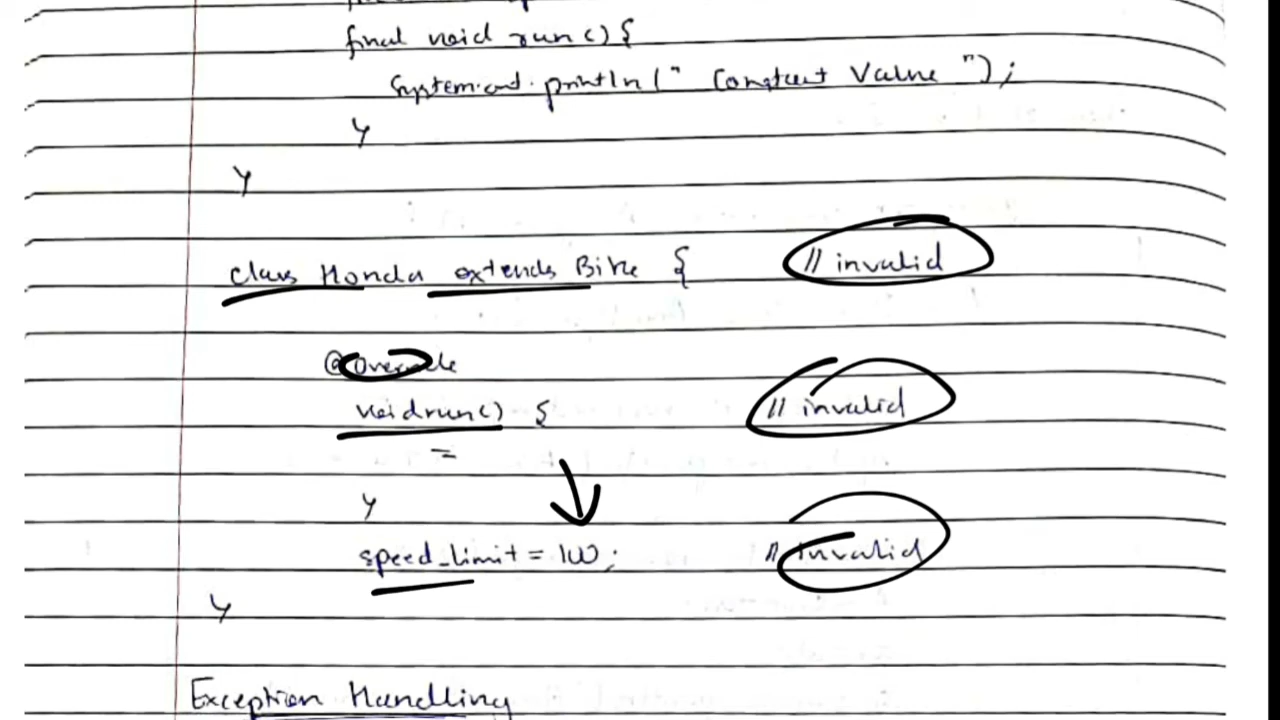 final void run() {
System.out.println(" Constant Value ");
}
}
class Honda extends Bike { // invalid
@Override
void run() { // invalid
=
}
speed_limit = 100; // invalid
}
Exception Handling